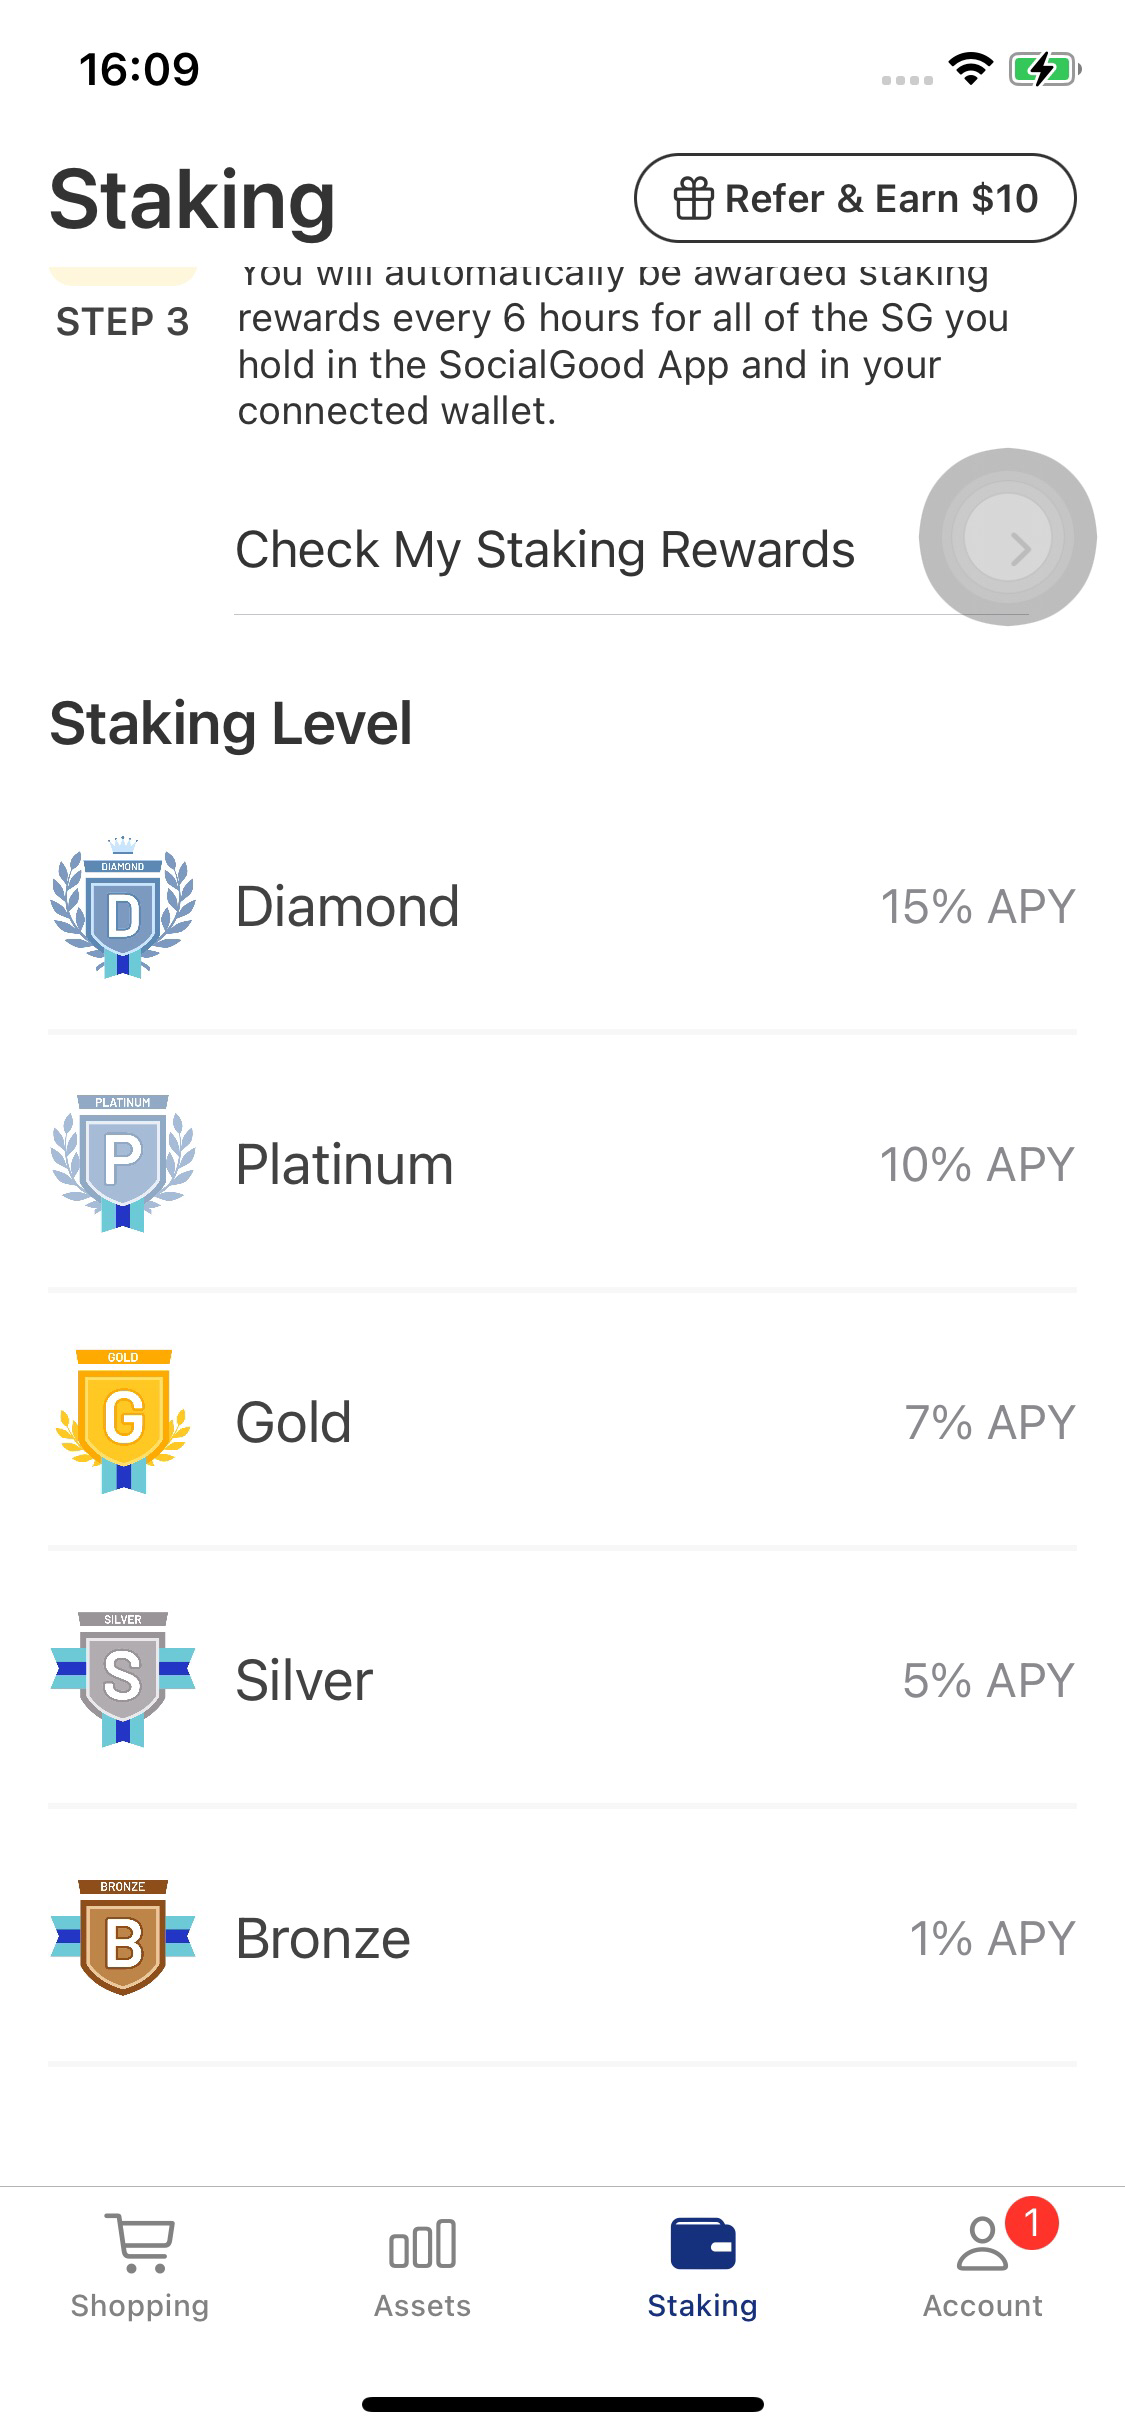 16:09
Staking
Refer & Earn $10
You will automatically be awarded staking
STEP 3
rewards every 6 hours for all of the SG you
hold in the SocialGood App and in your
connected wallet.
Check My Staking Rewards
Staking Level
DIAMOND
D
Diamond
15% APY
PLATINUM
P
Platinum
10% APY
GOLD
G
Gold
7% APY
SILVER
S
Silver
5% APY
BRONZE
B
Bronze
1% APY
1
Shopping
Assets
Staking
Account